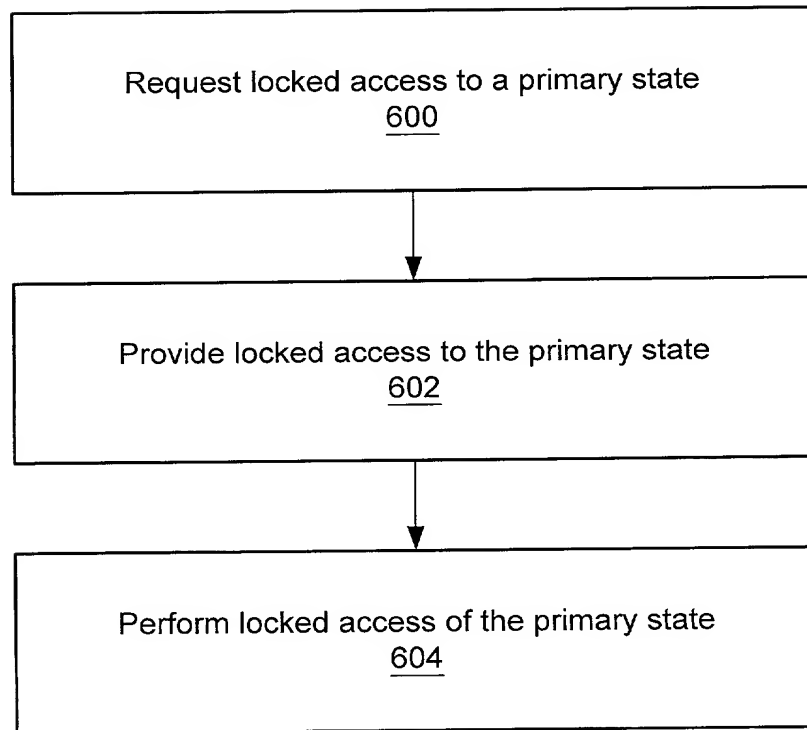 Request locked access to a primary state
600
Provide locked access to the primary state
602
Perform locked access of the primary state
604